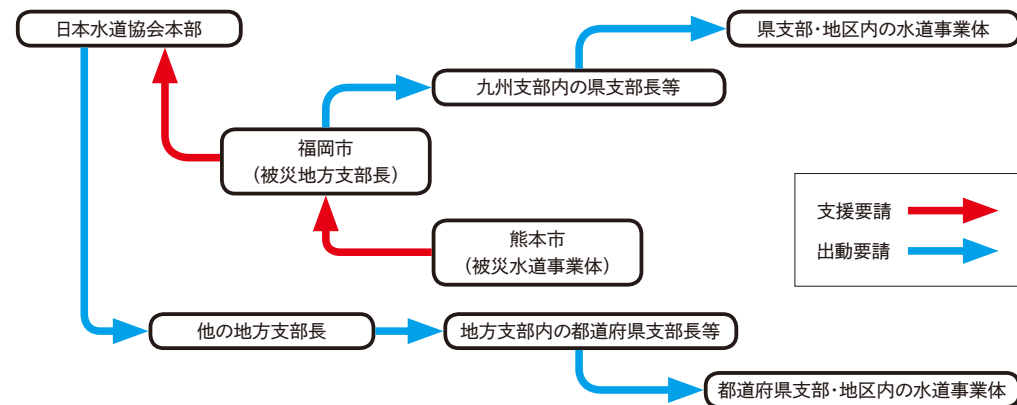 日本水道協会本部
県支部・地区内の水道事業体
九州支部内の県支部長等
福岡市
（被災地方支部長）
支援要請
熊本市
（被災水道事業体）
出動要請
他の地方支部長
地方支部内の都道府県支部長等
都道府県支部・地区内の水道事業体